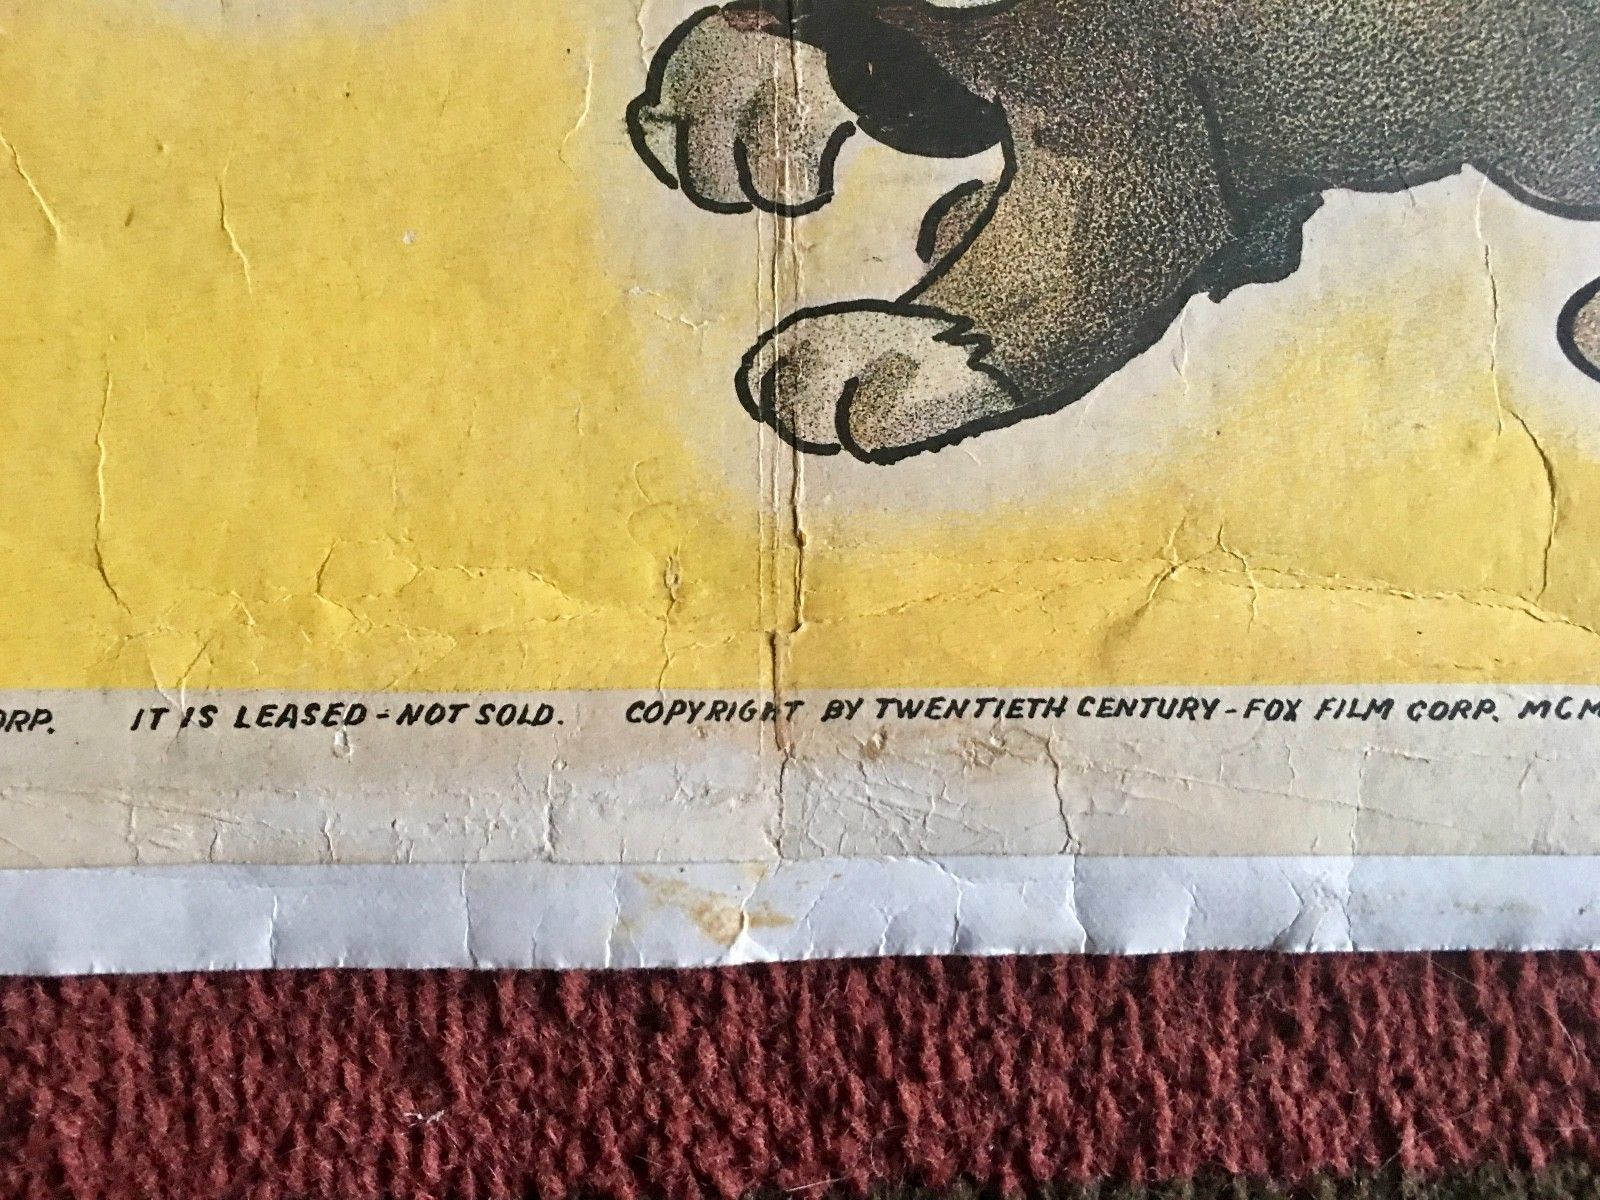 ORP. IT IS LEASED - NOT SOLD. COPYRIGHT BY TWENTIETH CENTURY-FOX FILM CORP. MCM